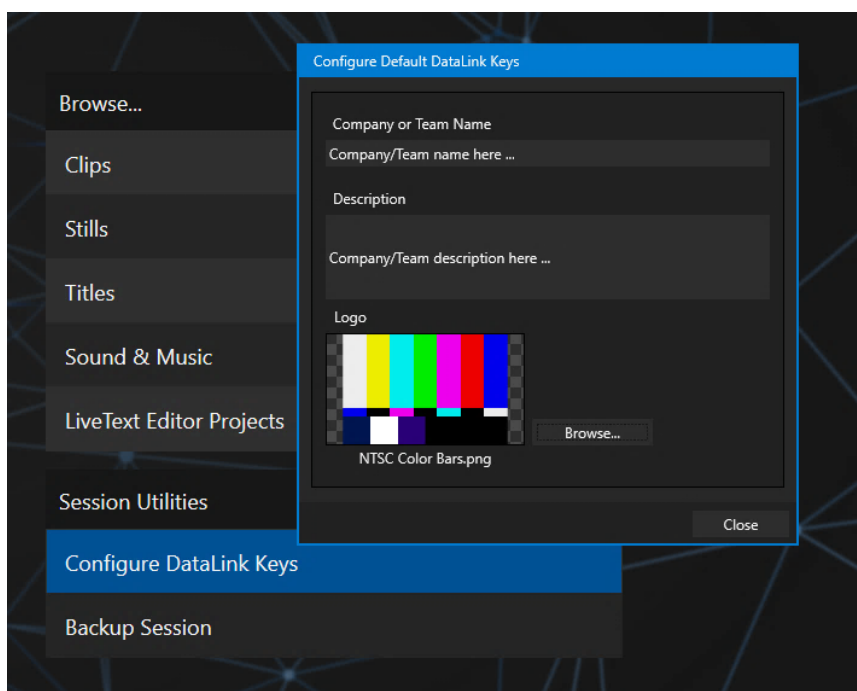 Browse...
Clips
Stills
Titles
Sound & Music
LiveText Editor Projects
Session Utilities
Configure DataLink Keys
Backup Session
Configure Default DataLink Keys
Company or Team Name
Company/Team name here ...
Description
Company/Team description here ...
Logo
Browse...
NTSC Color Bars.png
Close